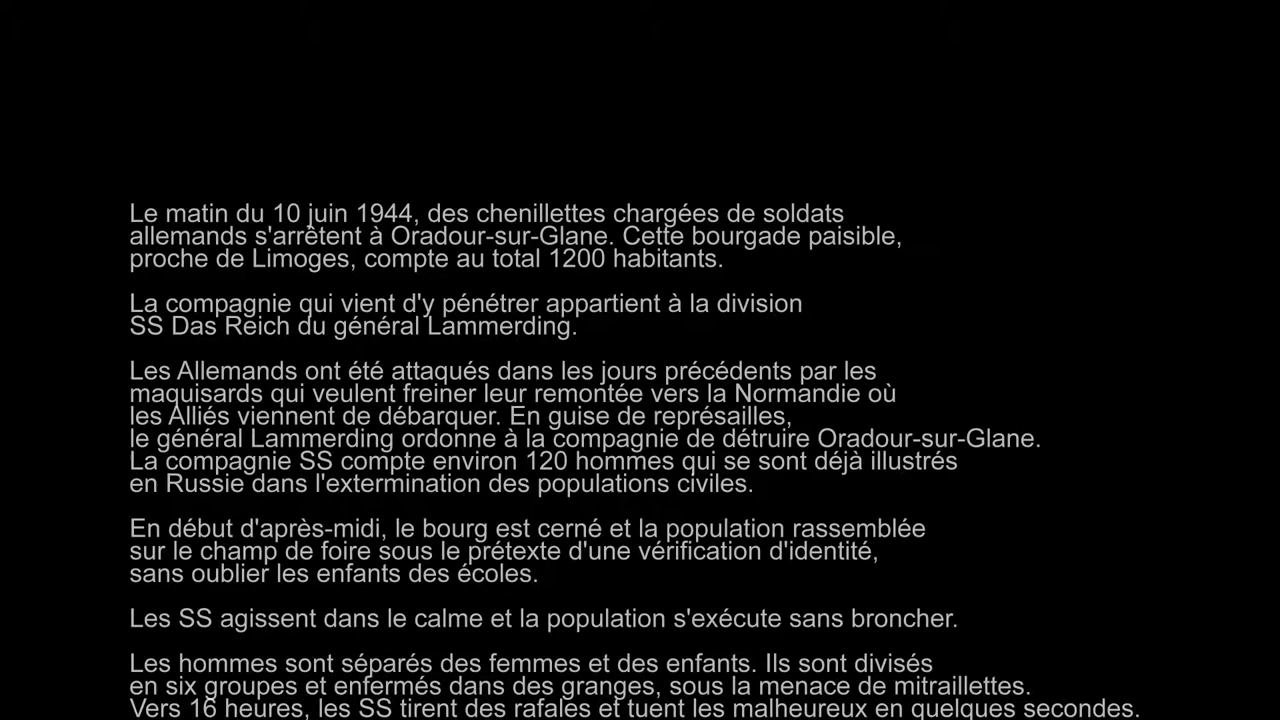 Le matin du 10 juin 1944, des chenillettes chargées de soldats
allemands s'arrêtent à Oradour-sur-Glane. Cette bourgade paisible,
proche de Limoges, compte au total 1200 habitants.
La compagnie qui vient d'y pénétrer appartient à la division
SS Das Reich du général Lammerding.
Les Allemands ont été attaqués dans les jours précédents par les
maquisards qui veulent freiner leur remontée vers la Normandie où
les Alliés viennent de débarquer. En guise de représailles,
le général Lammerding ordonne à la compagnie de détruire Oradour-sur-Glane.
La compagnie SS compte environ 120 hommes qui se sont déjà illustrés
en Russie dans l'extermination des populations civiles.
En début d'après-midi, le bourg est cerné et la population rassemblée
sur le champ de foire sous le prétexte d'une vérification d'identité,
sans oublier les enfants des écoles.
Les SS agissent dans le calme et la population s'exécute sans broncher.
Les hommes sont séparés des femmes et des enfants. Ils sont divisés
en six groupes et enfermés dans des granges, sous la menace de mitraillettes.
Vers 16 heures, les SS tirent des rafales et tuent les malheureux en quelques secondes.